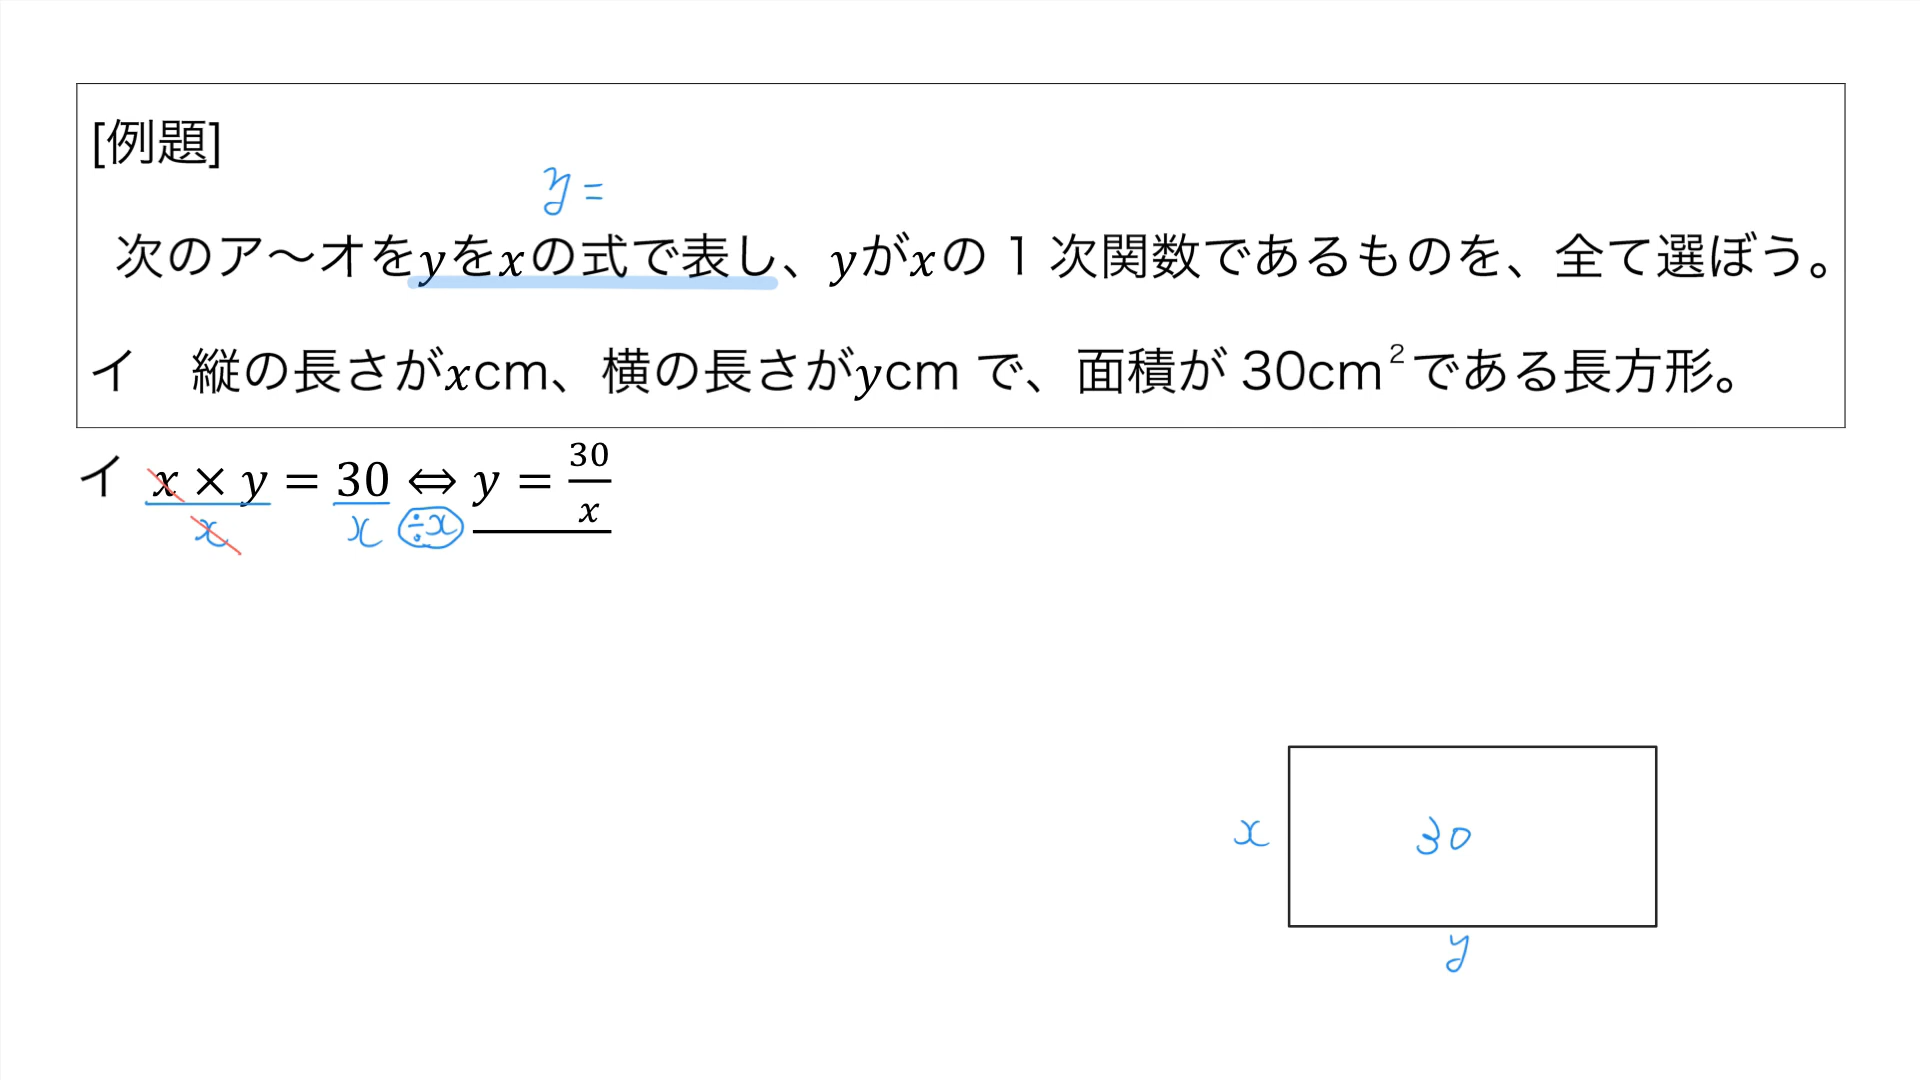 [例題]
y =
次のア～オをyをxの式で表し、yがxの1次関数であるものを、全て選ぼう。
イ 縦の長さがxcm、横の長さがycmで、面積が30cm²である長方形。
イ x × y = 30 ⇔ y = 30/x
x x ÷x
x 30
y